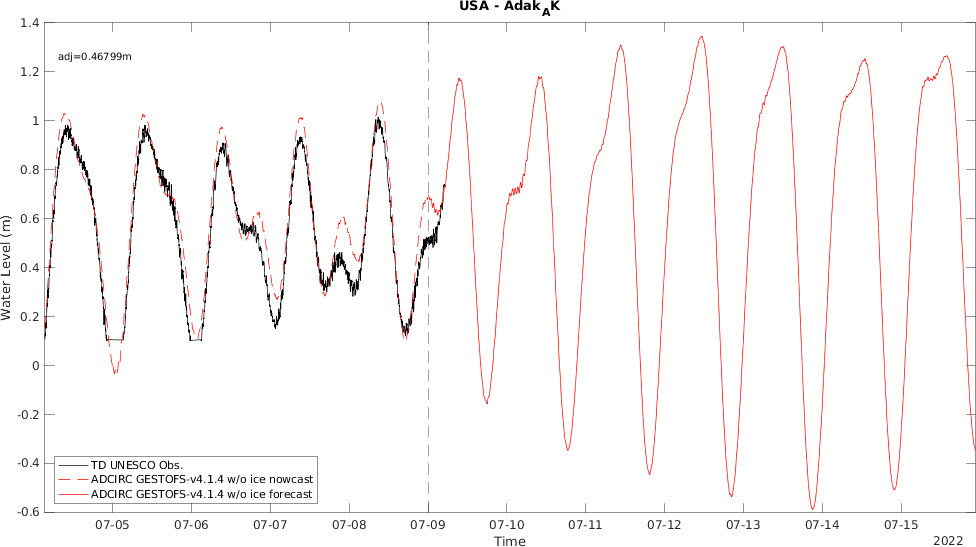 USA - Adak_AK
adj=0.46799m
1.4
1.2
1
0.8
0.6
0.4
0.2
0
-0.2
-0.4
-0.6
Water Level (m)
TD UNESCO Obs.
ADCIRC GESTOFS-v4.1.4 w/o ice nowcast
ADCIRC GESTOFS-v4.1.4 w/o ice forecast
07-05 07-06 07-07 07-08 07-09 07-10 07-11 07-12 07-13 07-14 07-15
Time
2022